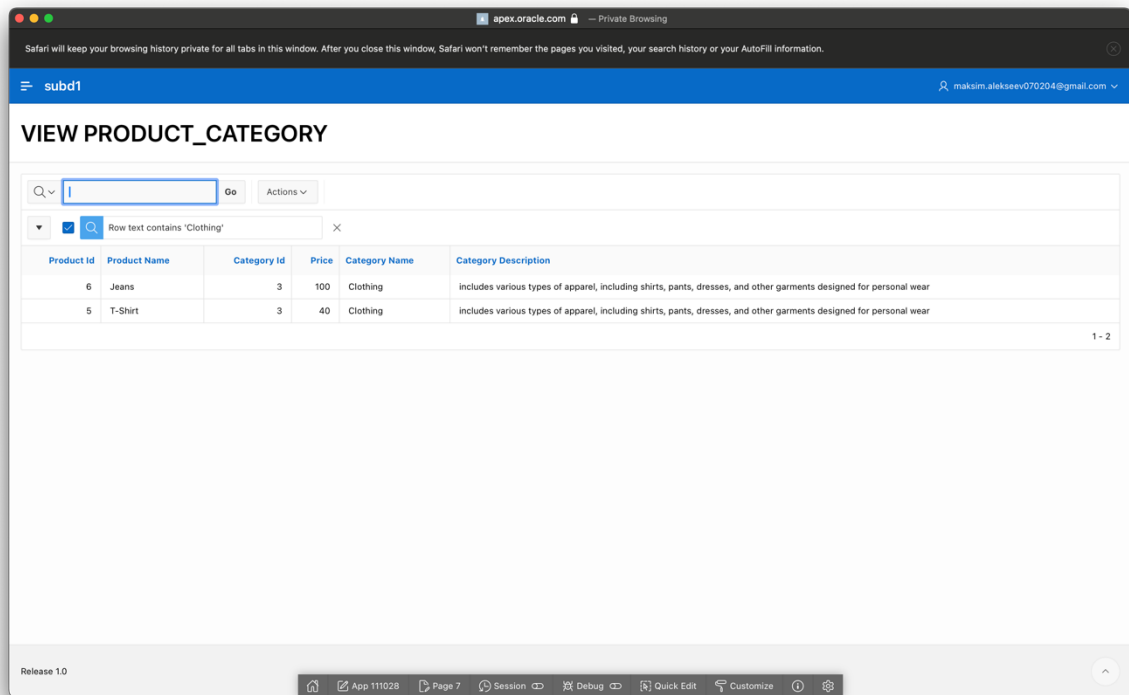 apex.oracle.com — Private Browsing
Safari will keep your browsing history private for all tabs in this window. After you close this window, Safari won't remember the pages you visited, your search history or your AutoFill information.
subd1 maksim.alekseev070204@gmail.com
VIEW PRODUCT_CATEGORY
Go Actions
Row text contains 'Clothing'
Product Id Product Name Category Id Price Category Name Category Description
6 Jeans 3 100 Clothing includes various types of apparel, including shirts, pants, dresses, and other garments designed for personal wear
5 T-Shirt 3 40 Clothing includes various types of apparel, including shirts, pants, dresses, and other garments designed for personal wear
1 - 2
Release 1.0
App 111028 Page 7 Session Debug Quick Edit Customize